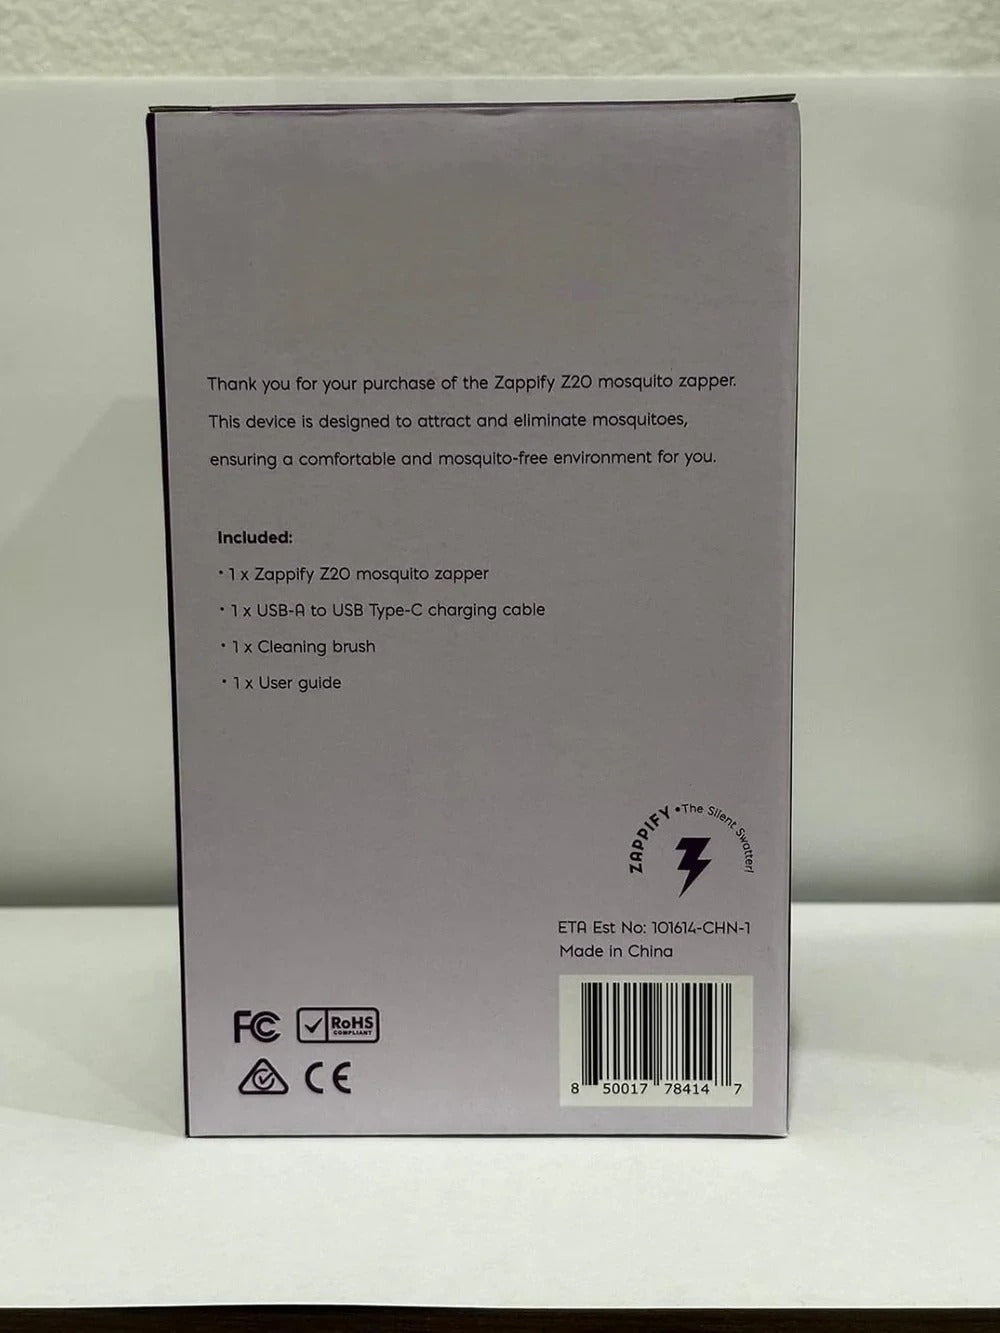 Thank you for your purchase of the Zappify Z20 mosquito zapper.
This device is designed to attract and eliminate mosquitoes,
ensuring a comfortable and mosquito-free environment for you.
Included:
• 1 x Zappify Z20 mosquito zapper
• 1 x USB-A to USB Type-C charging cable
• 1 x Cleaning brush
• 1 x User guide
ZAPPIFY • The Silent Swatter!
ETA Est No: 101614-CHN-1
Made in China
FC
RoHS
COMPLIANT
CE
8 50017 78414 7